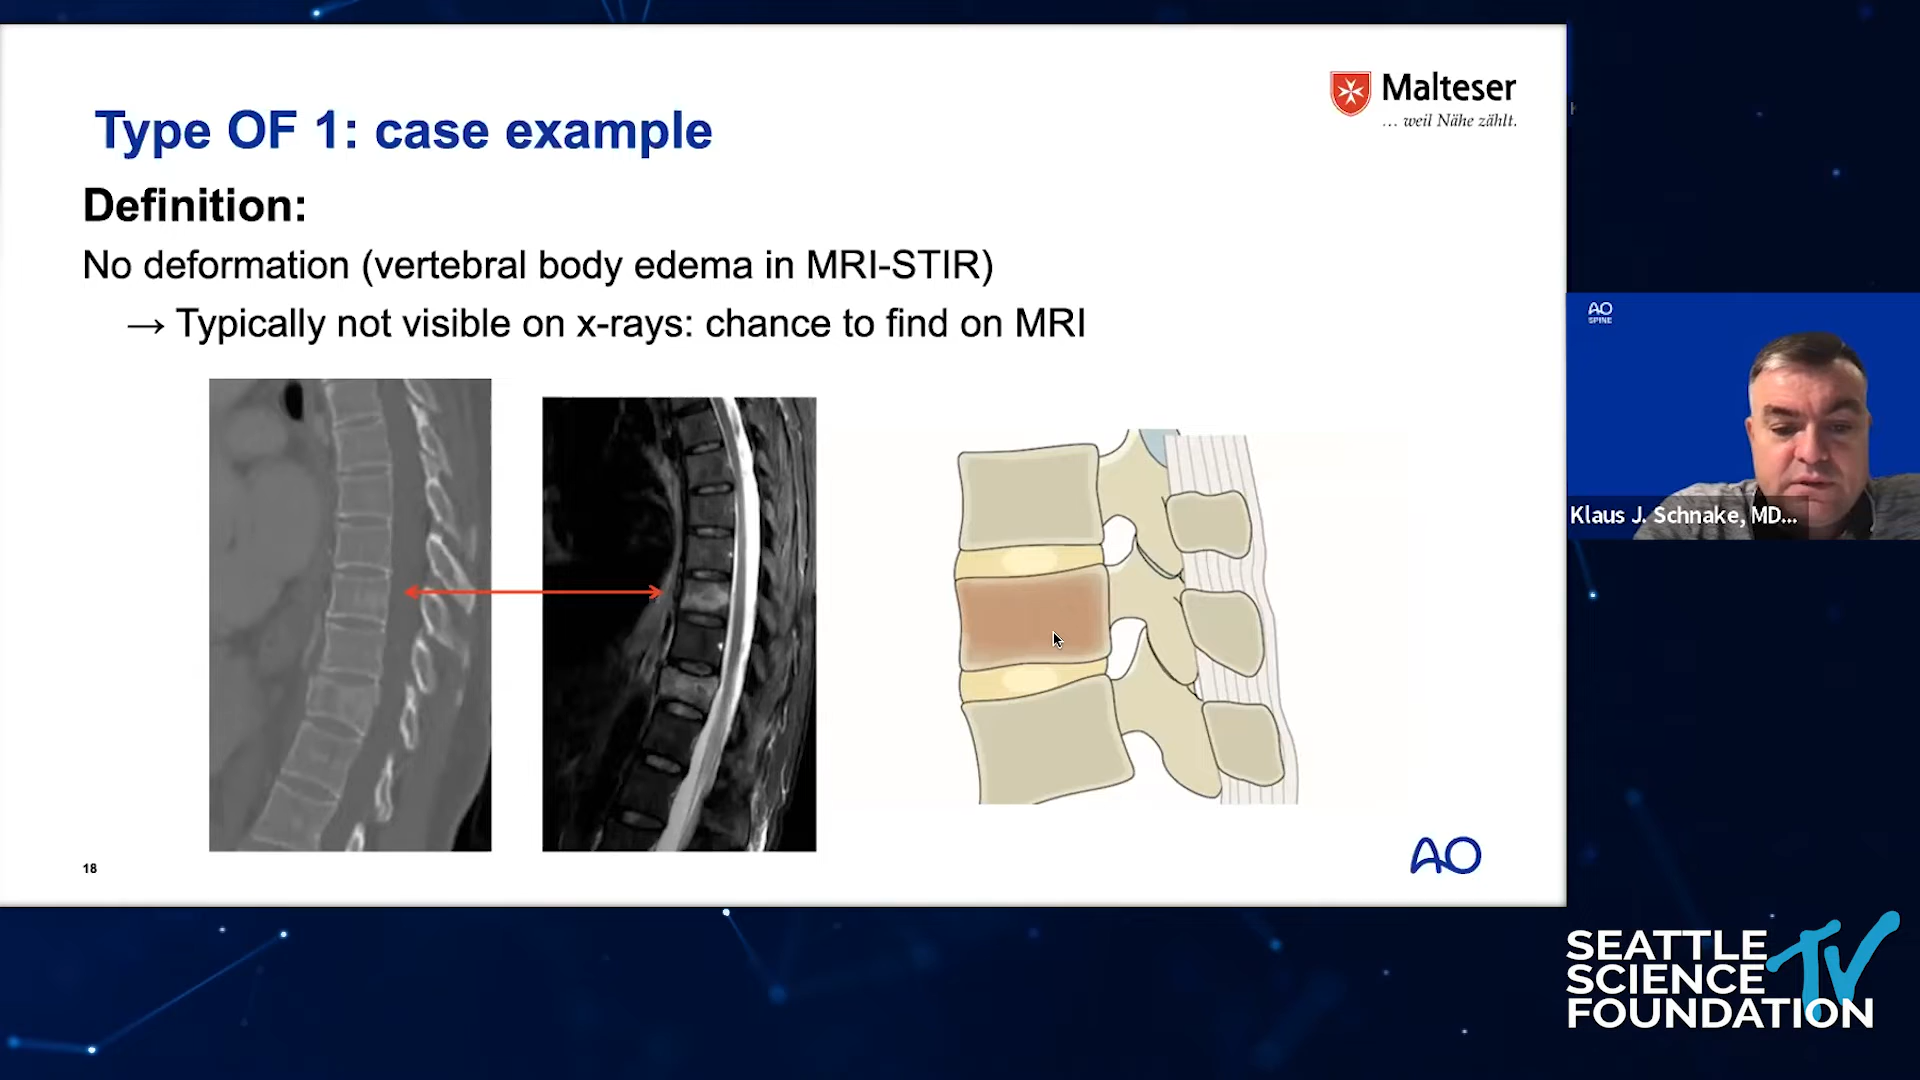 Malteser
... weil Nähe zählt.
Type OF 1: case example
Definition:
No deformation (vertebral body edema in MRI-STIR)
→ Typically not visible on x-rays: chance to find on MRI
AO
SPINE
Klaus J. Schnake, MD...
18
AO
SEATTLE
SCIENCE TV
FOUNDATION